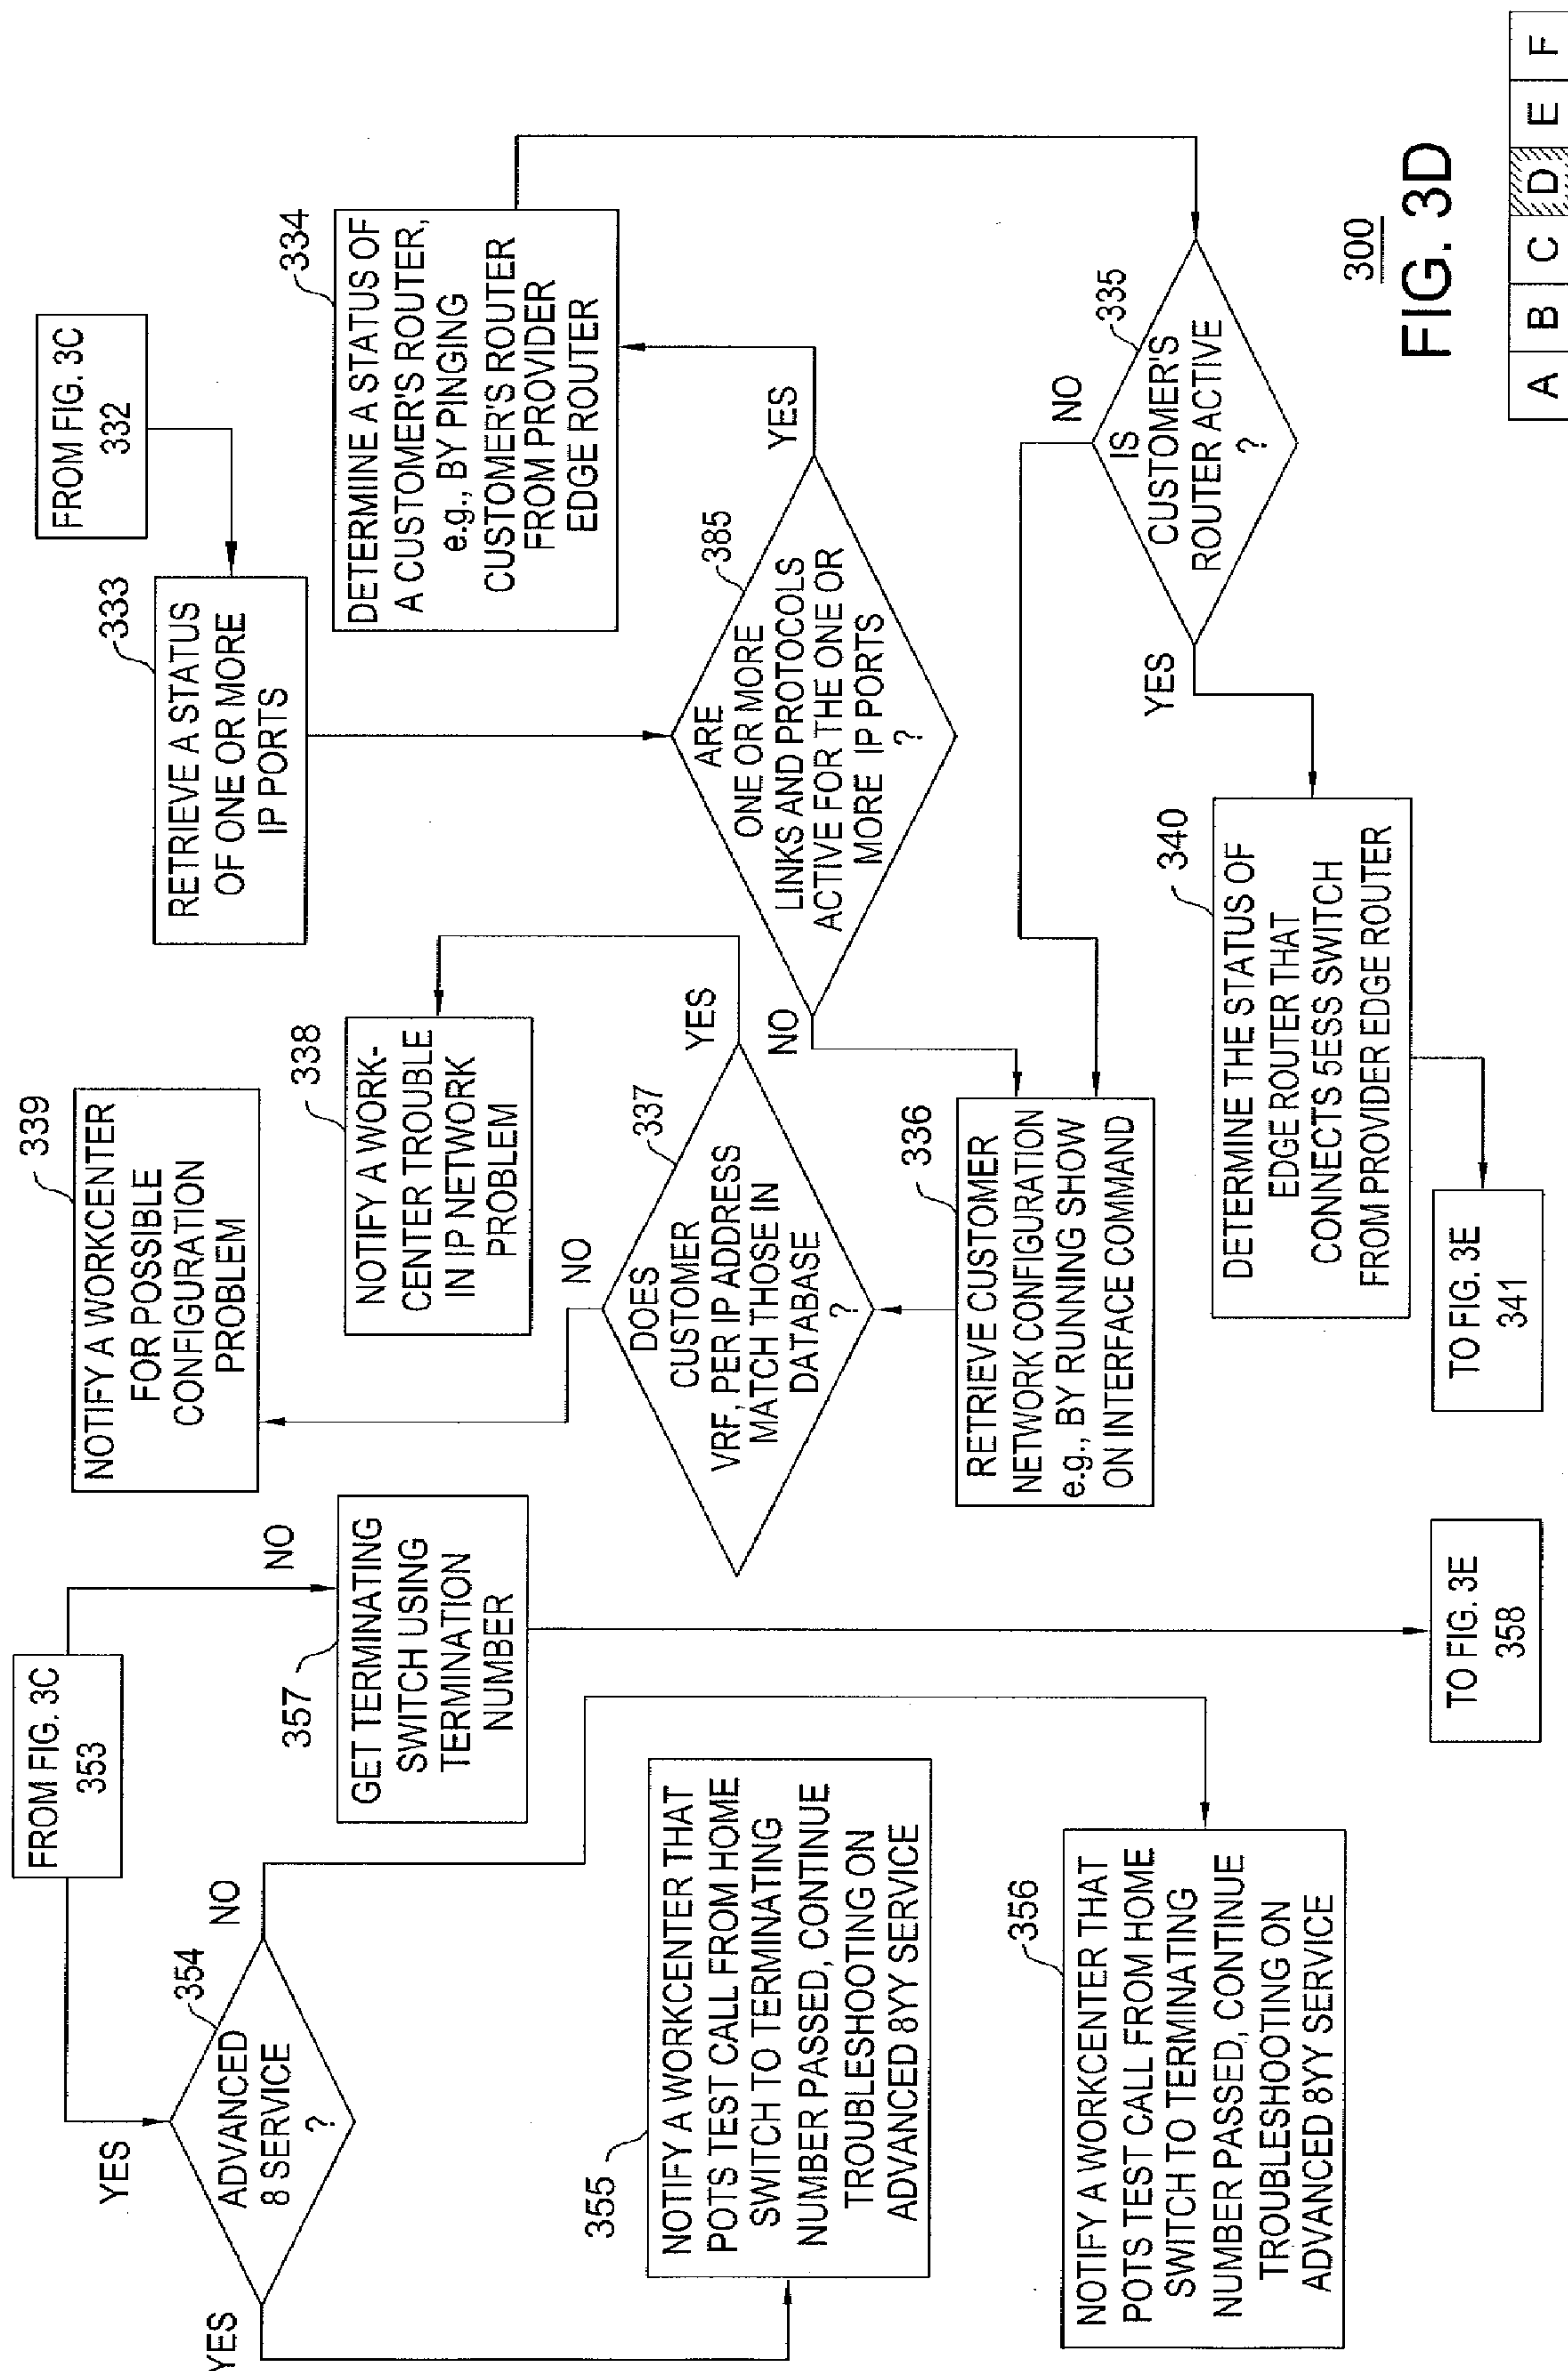 FROM FIG. 3C
353
YES
NO
354
ADVANCED
8 SERVICE
?
YES
NO
357
GET TERMINATING
SWITCH USING
TERMINATION
NUMBER
355
NOTIFY A WORKCENTER THAT
POTS TEST CALL FROM HOME
SWITCH TO TERMINATING
NUMBER PASSED, CONTINUE
TROUBLESHOOTING ON
ADVANCED 8YY SERVICE
356
NOTIFY A WORKCENTER THAT
POTS TEST CALL FROM HOME
SWITCH TO TERMINATING
NUMBER PASSED, CONTINUE
TROUBLESHOOTING ON
ADVANCED 8YY SERVICE
TO FIG. 3E
358
339
NOTIFY A WORKCENTER
FOR POSSIBLE
CONFIGURATION
PROBLEM
338
NOTIFY A WORK-
CENTER TROUBLE
IN IP NETWORK
PROBLEM
NO
337
YES
DOES
CUSTOMER
VRF, PER IP ADDRESS
MATCH THOSE IN
DATABASE
?
336
RETRIEVE CUSTOMER
NETWORK CONFIGURATION
e.g., BY RUNNING SHOW
ON INTERFACE COMMAND
FROM FIG. 3C
332
333
RETRIEVE A STATUS
OF ONE OR MORE
IP PORTS
385
ARE
ONE OR MORE
LINKS AND PROTOCOLS
ACTIVE FOR THE ONE OR
MORE IP PORTS
?
NO
YES
334
DETERMIINE A STATUS OF
A CUSTOMER'S ROUTER,
e.g., BY PINGING
CUSTOMER'S ROUTER
FROM PROVIDER
EDGE ROUTER
335
NO
IS
CUSTOMER'S
ROUTER ACTIVE
?
YES
340
DETERMINE THE STATUS OF
EDGE ROUTER THAT
CONNECTS 5ESS SWITCH
FROM PROVIDER EDGE ROUTER
TO FIG. 3E
341
300
FIG. 3D
A B C D E F